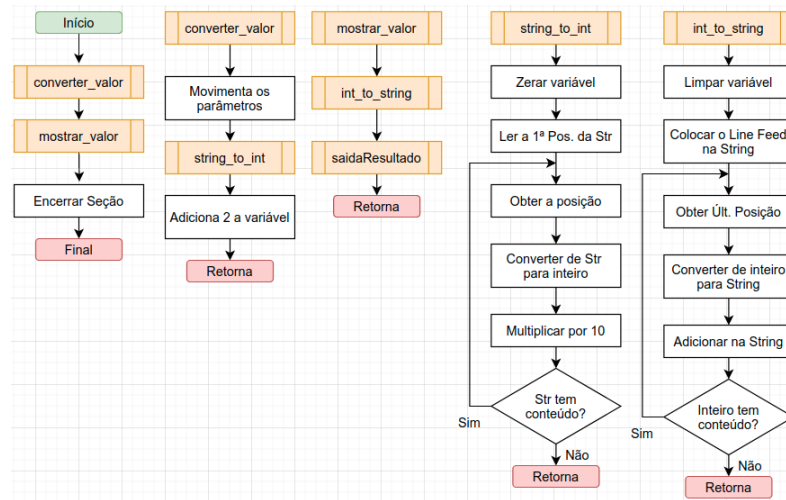 Início
converter_valor
mostrar_valor
Encerrar Seção
Final
converter_valor
Movimenta os
parâmetros
string_to_int
Adiciona 2 a variável
Retorna
mostrar_valor
int_to_string
saidaResultado
Retorna
string_to_int
Zerar variável
Ler a 1ª Pos. da Str
Obter a posição
Converter de Str
para inteiro
Multiplicar por 10
Str tem
conteúdo?
Sim
Não
Retorna
int_to_string
Limpar variável
Colocar o Line Feed
na String
Obter Últ. Posição
Converter de inteiro
para String
Adicionar na String
Inteiro tem
conteúdo?
Sim
Não
Retorna